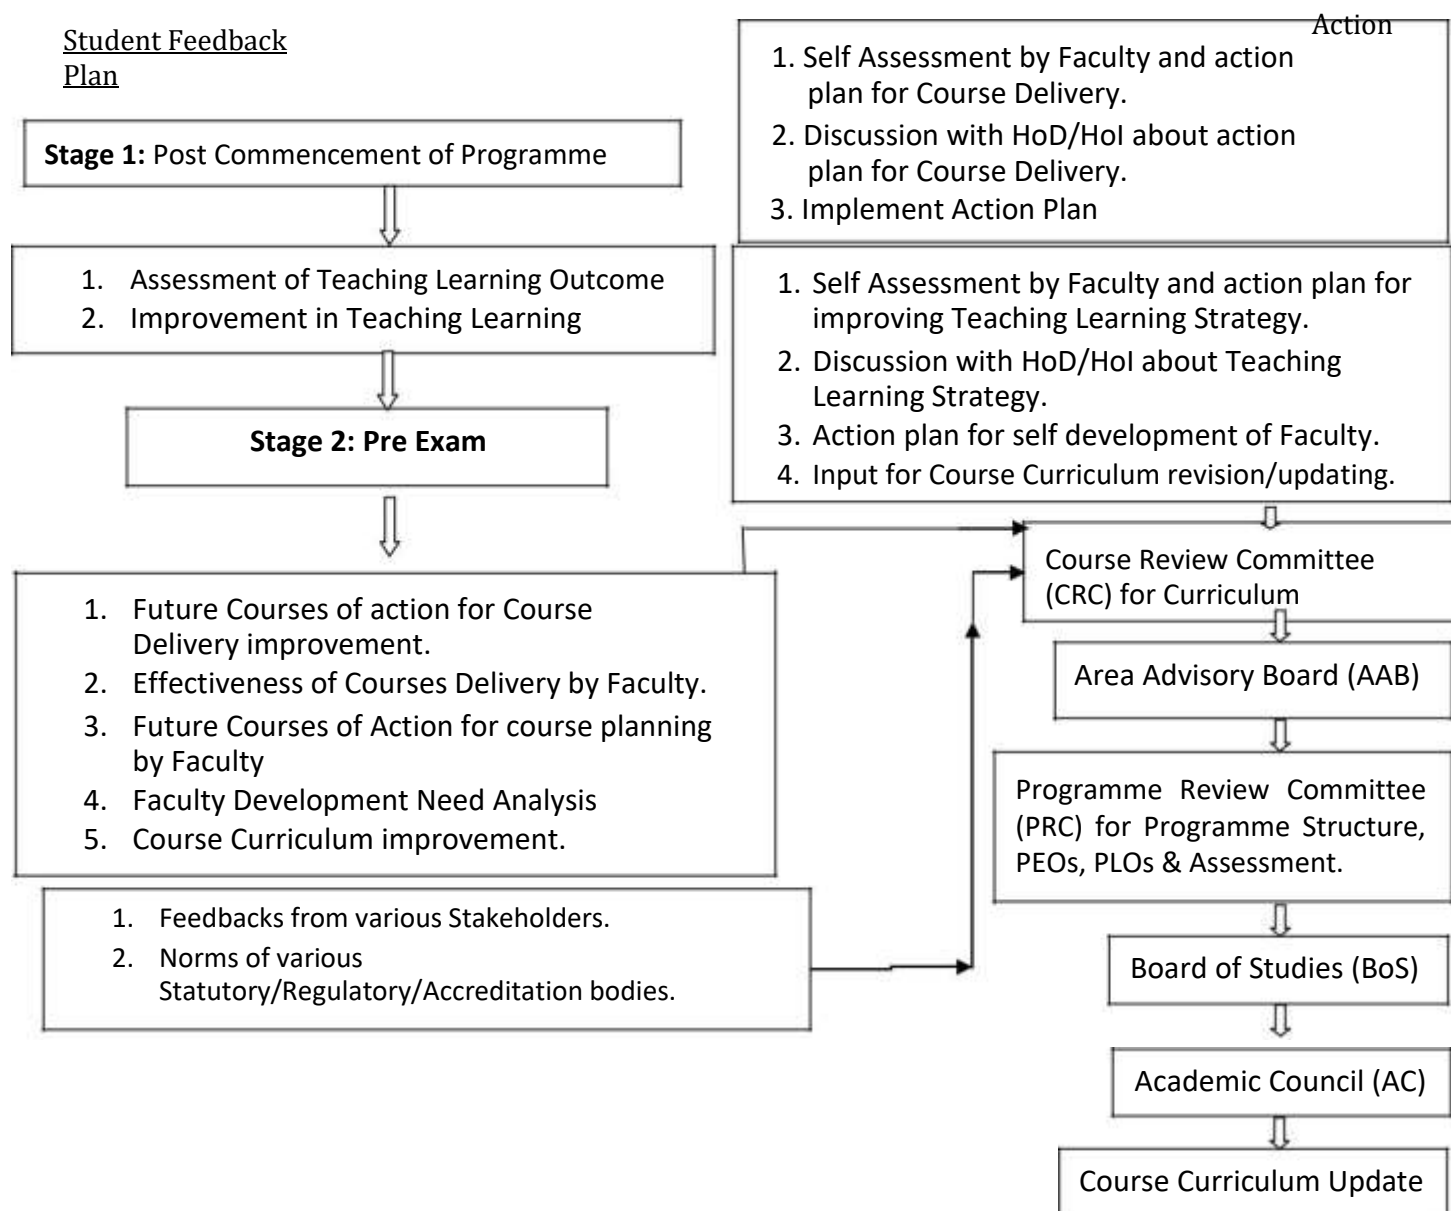 Student Feedback
Plan
Stage 1: Post Commencement of Programme
1. Assessment of Teaching Learning Outcome
2. Improvement in Teaching Learning
Stage 2: Pre Exam
1. Future Courses of action for Course
Delivery improvement.
2. Effectiveness of Courses Delivery by Faculty.
3. Future Courses of Action for course planning
by Faculty
4. Faculty Development Need Analysis
5. Course Curriculum improvement.
1. Feedbacks from various Stakeholders.
2. Norms of various
Statutory/Regulatory/Accreditation bodies.
Action
1. Self Assessment by Faculty and action
plan for Course Delivery.
2. Discussion with HoD/HoI about action
plan for Course Delivery.
3. Implement Action Plan
1. Self Assessment by Faculty and action plan for
improving Teaching Learning Strategy.
2. Discussion with HoD/HoI about Teaching
Learning Strategy.
3. Action plan for self development of Faculty.
4. Input for Course Curriculum revision/updating.
Course Review Committee
(CRC) for Curriculum
Area Advisory Board (AAB)
Programme Review Committee
(PRC) for Programme Structure,
PEOs, PLOs & Assessment.
Board of Studies (BoS)
Academic Council (AC)
Course Curriculum Update